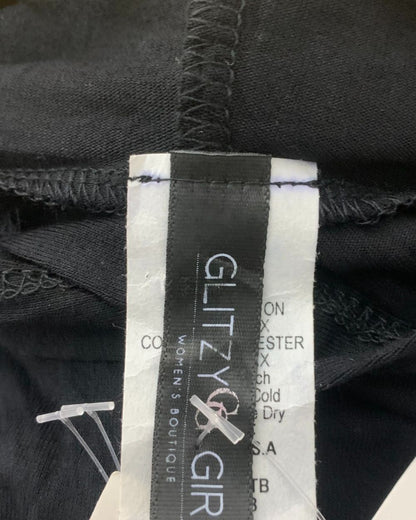 GLITZY GIR
WOMEN'S BOUTIQUE
ON
X
CO ESTER
X
ch
Cold
e Dry
S.A
TB
B